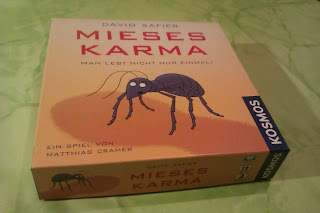 DAVID SAFIER
MIESES
KARMA
MAN LEBT NICHT NUR EINMAL!
EIN SPIEL VON
MATTHIAS CRAMER
KOSMOS
DAVID SAFIER
MIESES
KARMA